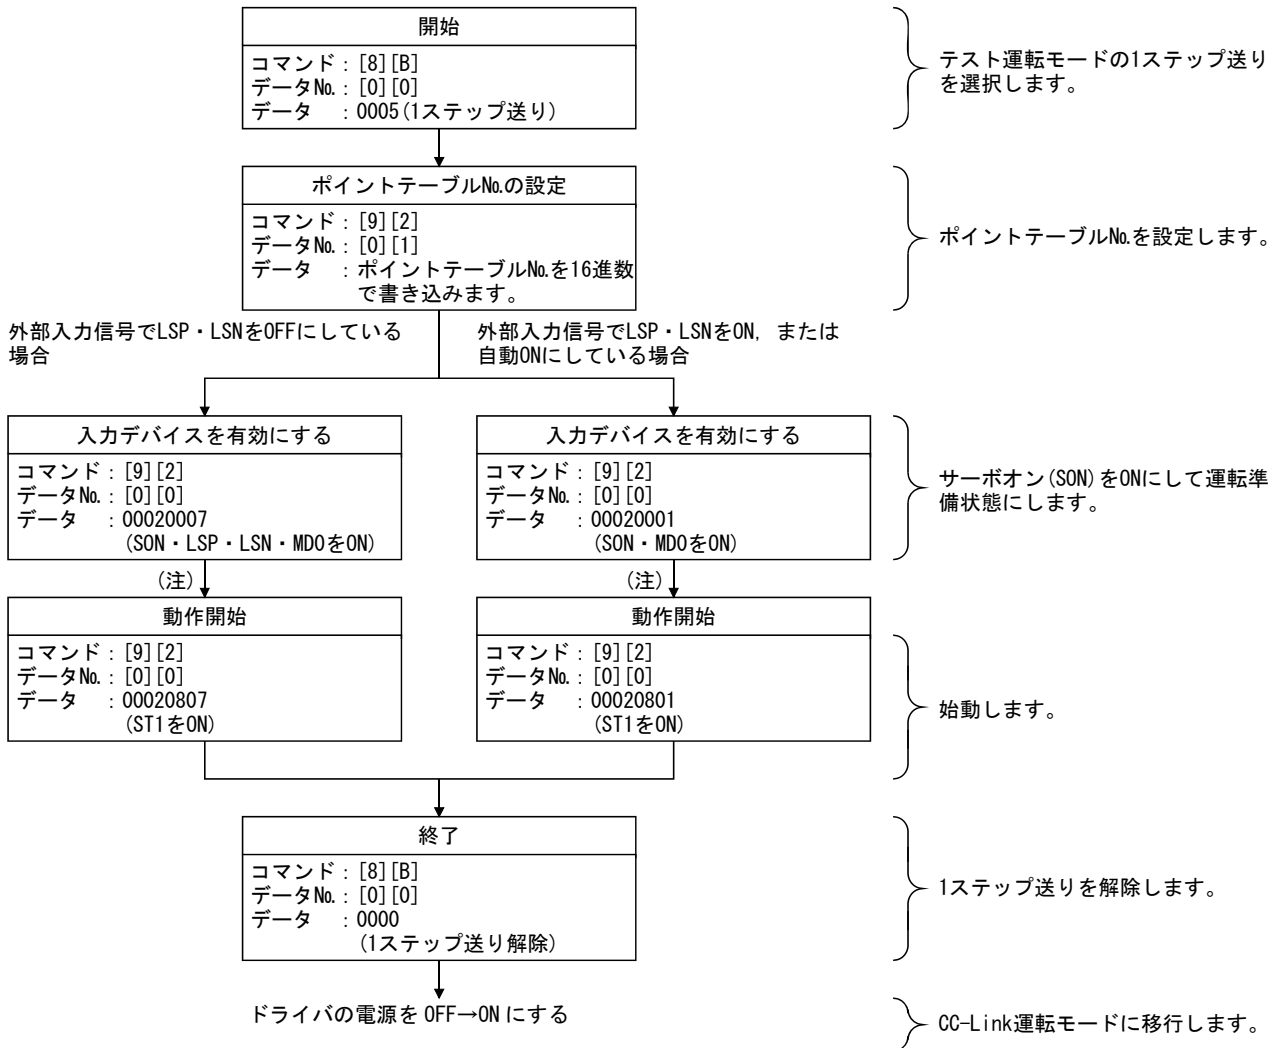 開始
コマンド：[8][B]
データ№：[0][0]
データ　：0005(1ステップ送り)
テスト運転モードの1ステップ送り
を選択します。
ポイントテーブル№の設定
コマンド：[9][2]
データ№：[0][1]
データ　：ポイントテーブル№を16進数
で書き込みます。
ポイントテーブル№を設定します。
外部入力信号でLSP・LSNをOFFにしている
場合
外部入力信号でLSP・LSNをON，または
自動ONにしている場合
入力デバイスを有効にする
コマンド：[9][2]
データ№：[0][0]
データ　：00020007
(SON・LSP・LSN・MD0をON)
入力デバイスを有効にする
コマンド：[9][2]
データ№：[0][0]
データ　：00020001
(SON・MD0をON)
サーボオン(SON)をONにして運転準
備状態にします。
(注)
(注)
動作開始
コマンド：[9][2]
データ№：[0][0]
データ　：00020807
(ST1をON)
動作開始
コマンド：[9][2]
データ№：[0][0]
データ　：00020801
(ST1をON)
始動します。
終了
コマンド：[8][B]
データ№：[0][0]
データ　：0000
(1ステップ送り解除)
1ステップ送りを解除します。
ドライバの電源を OFF→ON にする
CC-Link運転モードに移行します。